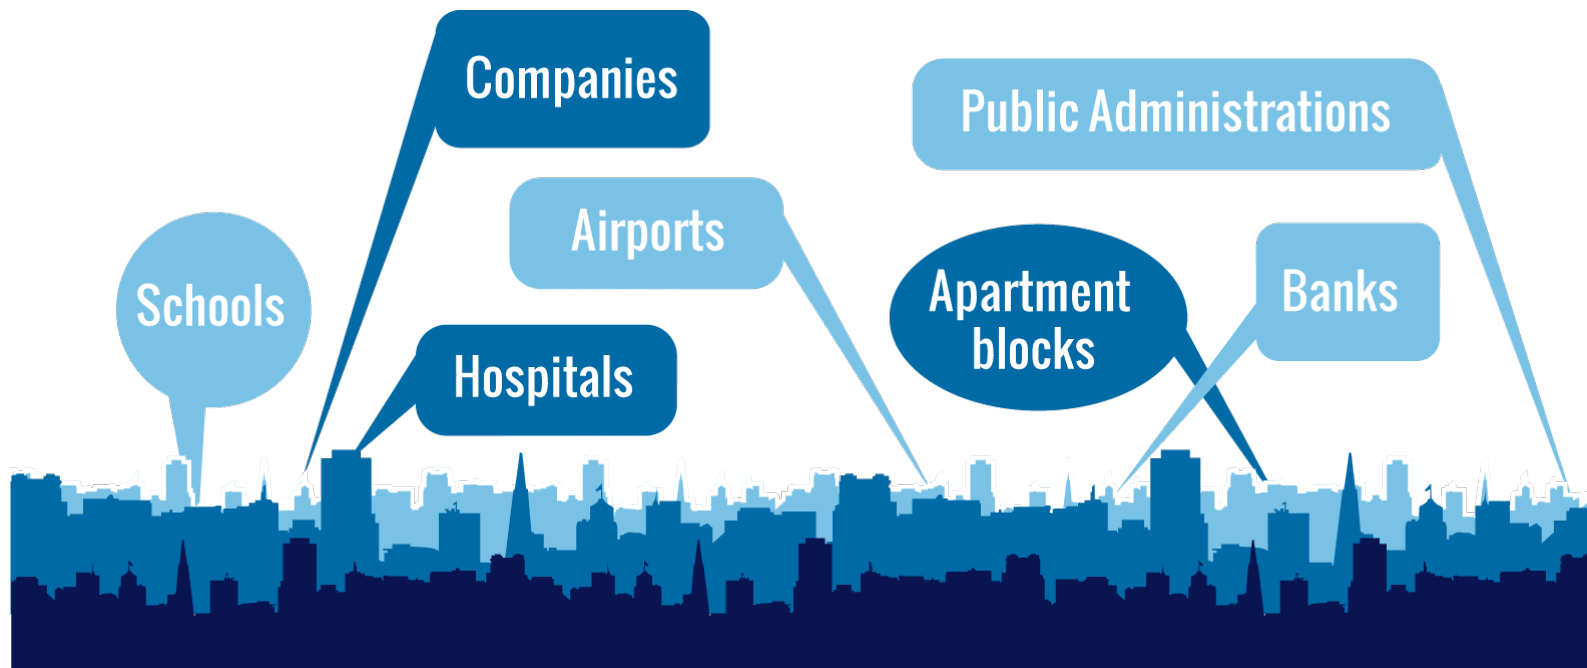 Companies
Public Administrations
Airports
Schools
Apartment
blocks
Banks
Hospitals